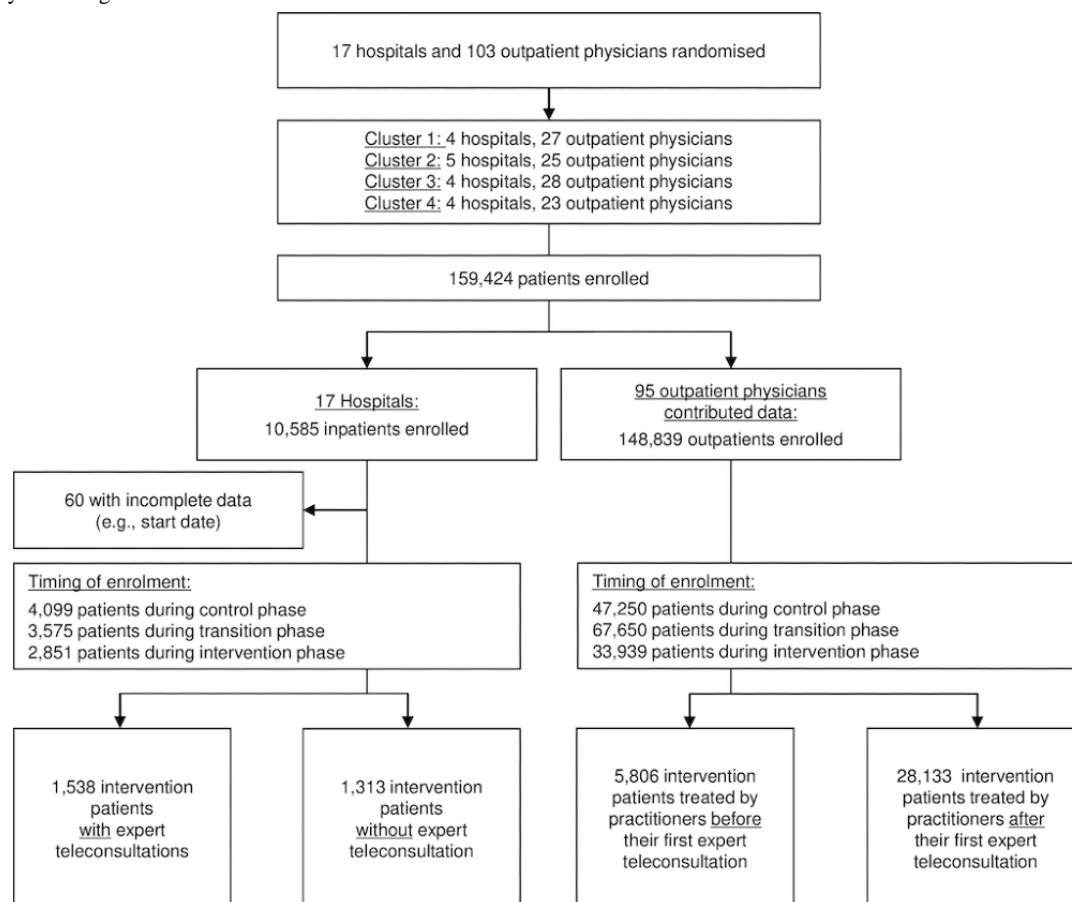 17 hospitals and 103 outpatient physicians randomised
Cluster 1: 4 hospitals, 27 outpatient physicians
Cluster 2: 5 hospitals, 25 outpatient physicians
Cluster 3: 4 hospitals, 28 outpatient physicians
Cluster 4: 4 hospitals, 23 outpatient physicians
159,424 patients enrolled
17 Hospitals:
10,585 inpatients enrolled
95 outpatient physicians
contributed data:
148,839 outpatients enrolled
60 with incomplete data
(e.g., start date)
Timing of enrolment:
4,099 patients during control phase
3,575 patients during transition phase
2,851 patients during intervention phase
Timing of enrolment:
47,250 patients during control phase
67,650 patients during transition phase
33,939 patients during intervention phase
1,538 intervention
patients
with expert
teleconsultations
1,313 intervention
patients
without expert
teleconsultation
5,806 intervention
patients treated by
practitioners before
their first expert
teleconsultation
28,133 intervention
patients treated by
practitioners after
their first expert
teleconsultation